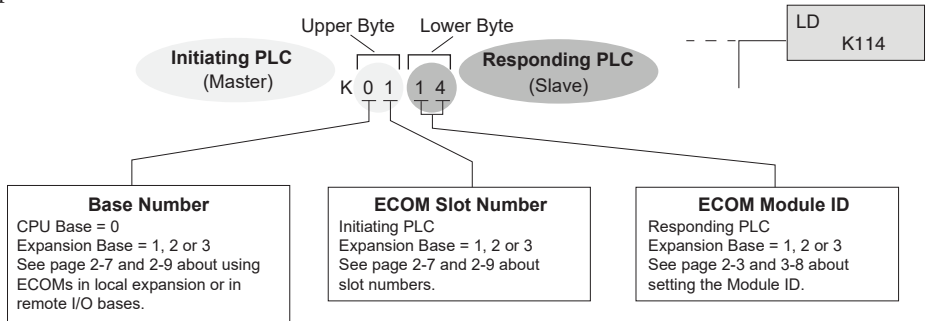 Upper Byte Lower Byte
LD
K114
Initiating PLC
(Master)
K 0 1 1 4
Responding PLC
(Slave)
Base Number
CPU Base = 0
Expansion Base = 1, 2 or 3
See page 2-7 and 2-9 about using
ECOMs in local expansion or in
remote I/O bases.
ECOM Slot Number
Initiating PLC
Expansion Base = 1, 2 or 3
See page 2-7 and 2-9 about
slot numbers.
ECOM Module ID
Responding PLC
Expansion Base = 1, 2 or 3
See page 2-3 and 3-8 about
setting the Module ID.